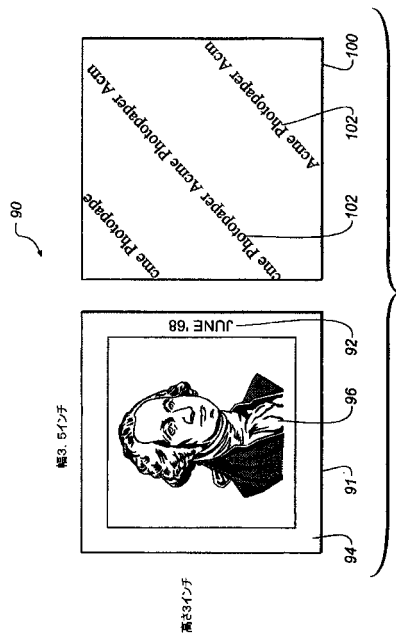 90
幅3. 5インチ
高さ3インチ
JUNE '68
94
91
96
92
cme Photopape
cme Photopaper Acme Photopaper Acm
Acme Photopaper Acm
102
102
100